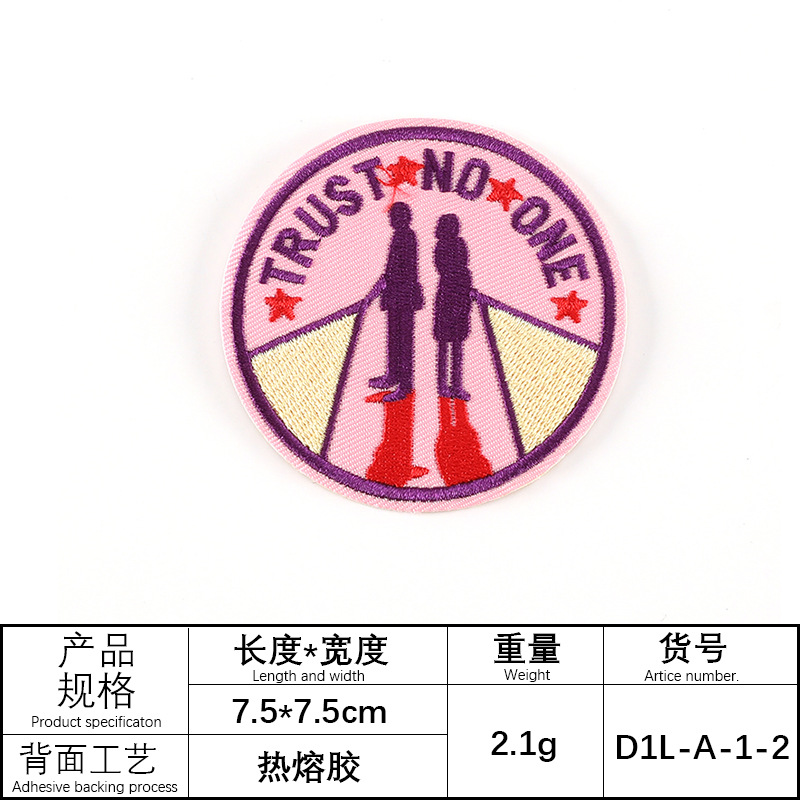 TRUST NO ONE
产品
规格
Product specificaton
长度*宽度
Length and width
重量
Weight
货号
Artice number.
7.5*7.5cm
2.1g
D1L-A-1-2
背面工艺
Adhesive backing process
热熔胶